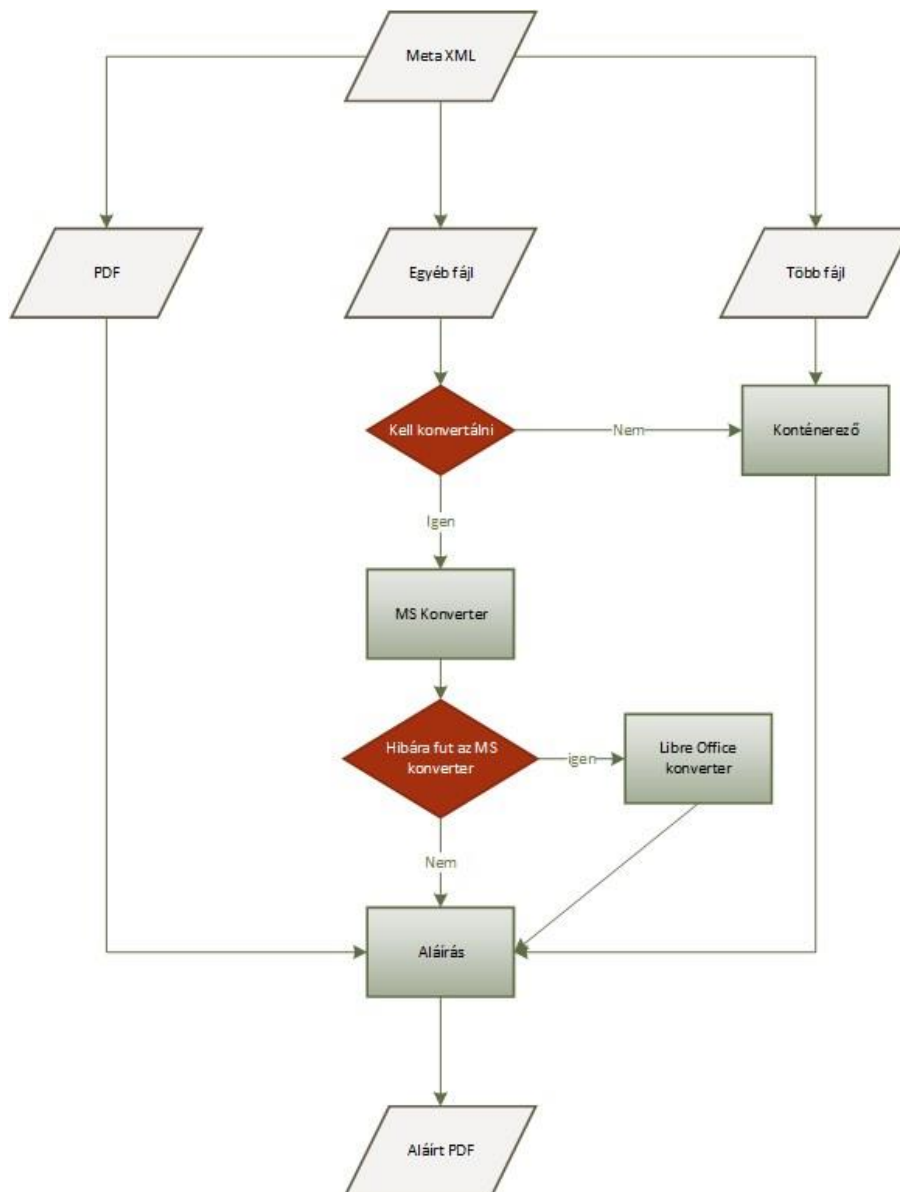 Meta XML
PDF
Egyéb fájl
Több fájl
Kell konvertálni
Nem
Konténerező
Igen
MS Konverter
Hibára fut az MS
konverter
igen
Libre Office
konverter
Nem
Aláírás
Aláírt PDF